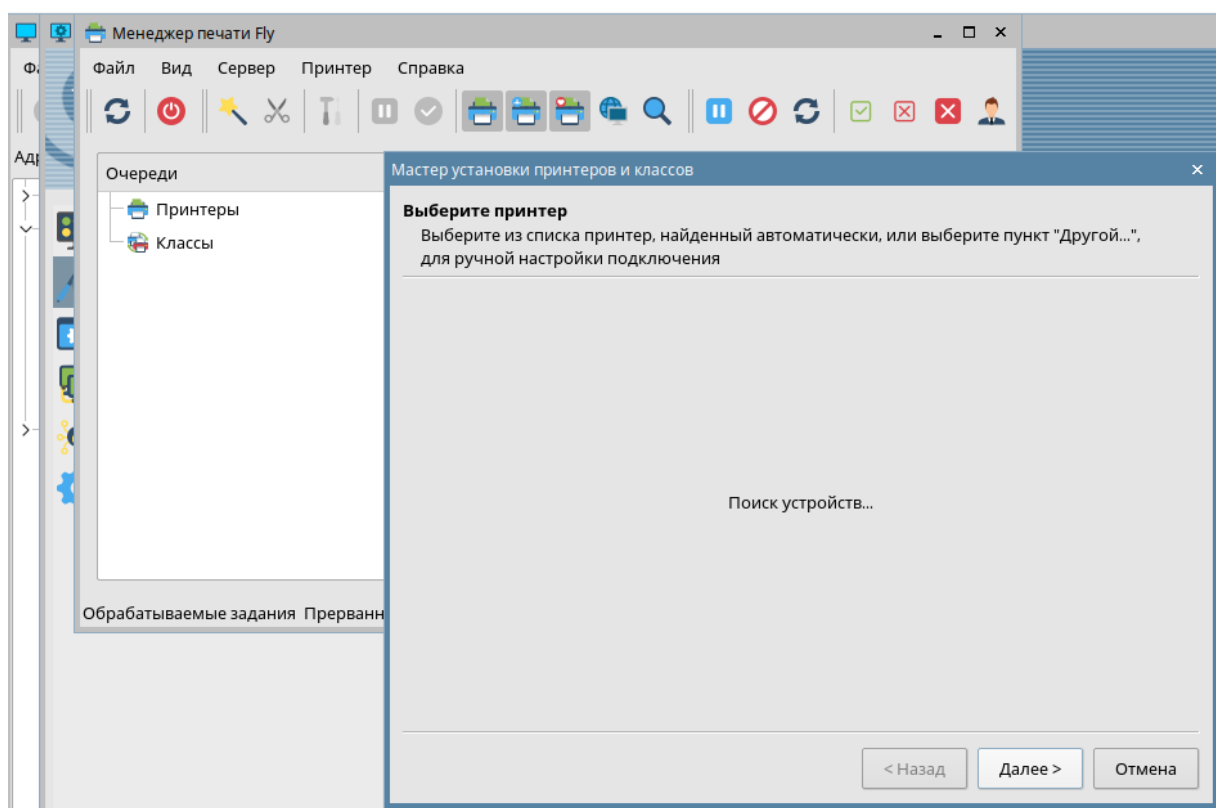 Менеджер печати Fly
Файл Вид Сервер Принтер Справка
Очереди
Принтеры
Классы
Обрабатываемые задания
Мастер установки принтеров и классов
Выберите принтер
Выберите из списка принтер, найденный автоматически, или выберите пункт "Другой...",
для ручной настройки подключения
Поиск устройств...
< Назад Далее > Отмена